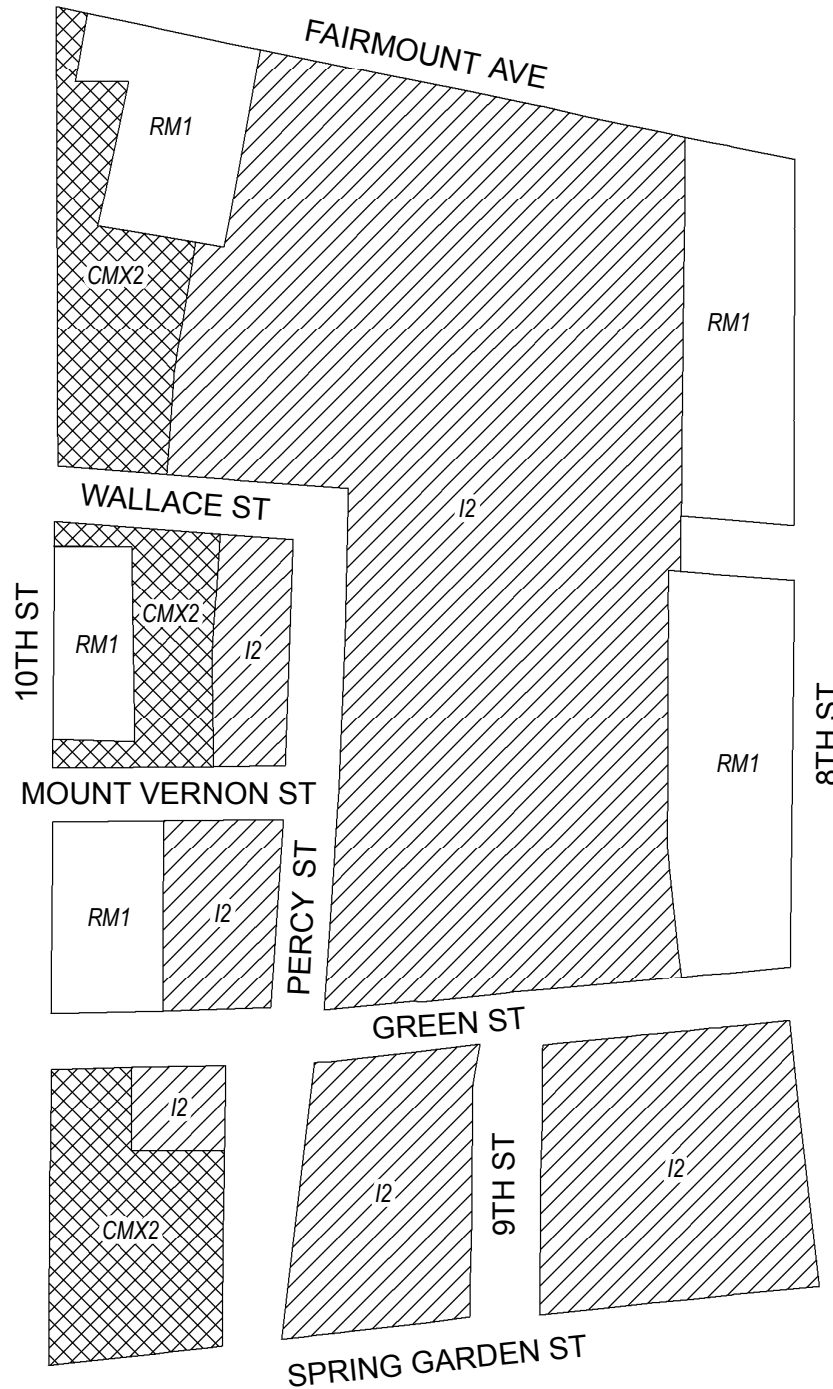 FAIRMOUNT AVE
RM1
CMX2
RM1
I2
WALLACE ST
10TH ST
RM1
CMX2
I2
8TH ST
RM1
MOUNT VERNON ST
RM1
I2
PERCY ST
GREEN ST
I2
I2
I2
9TH ST
CMX2
SPRING GARDEN ST